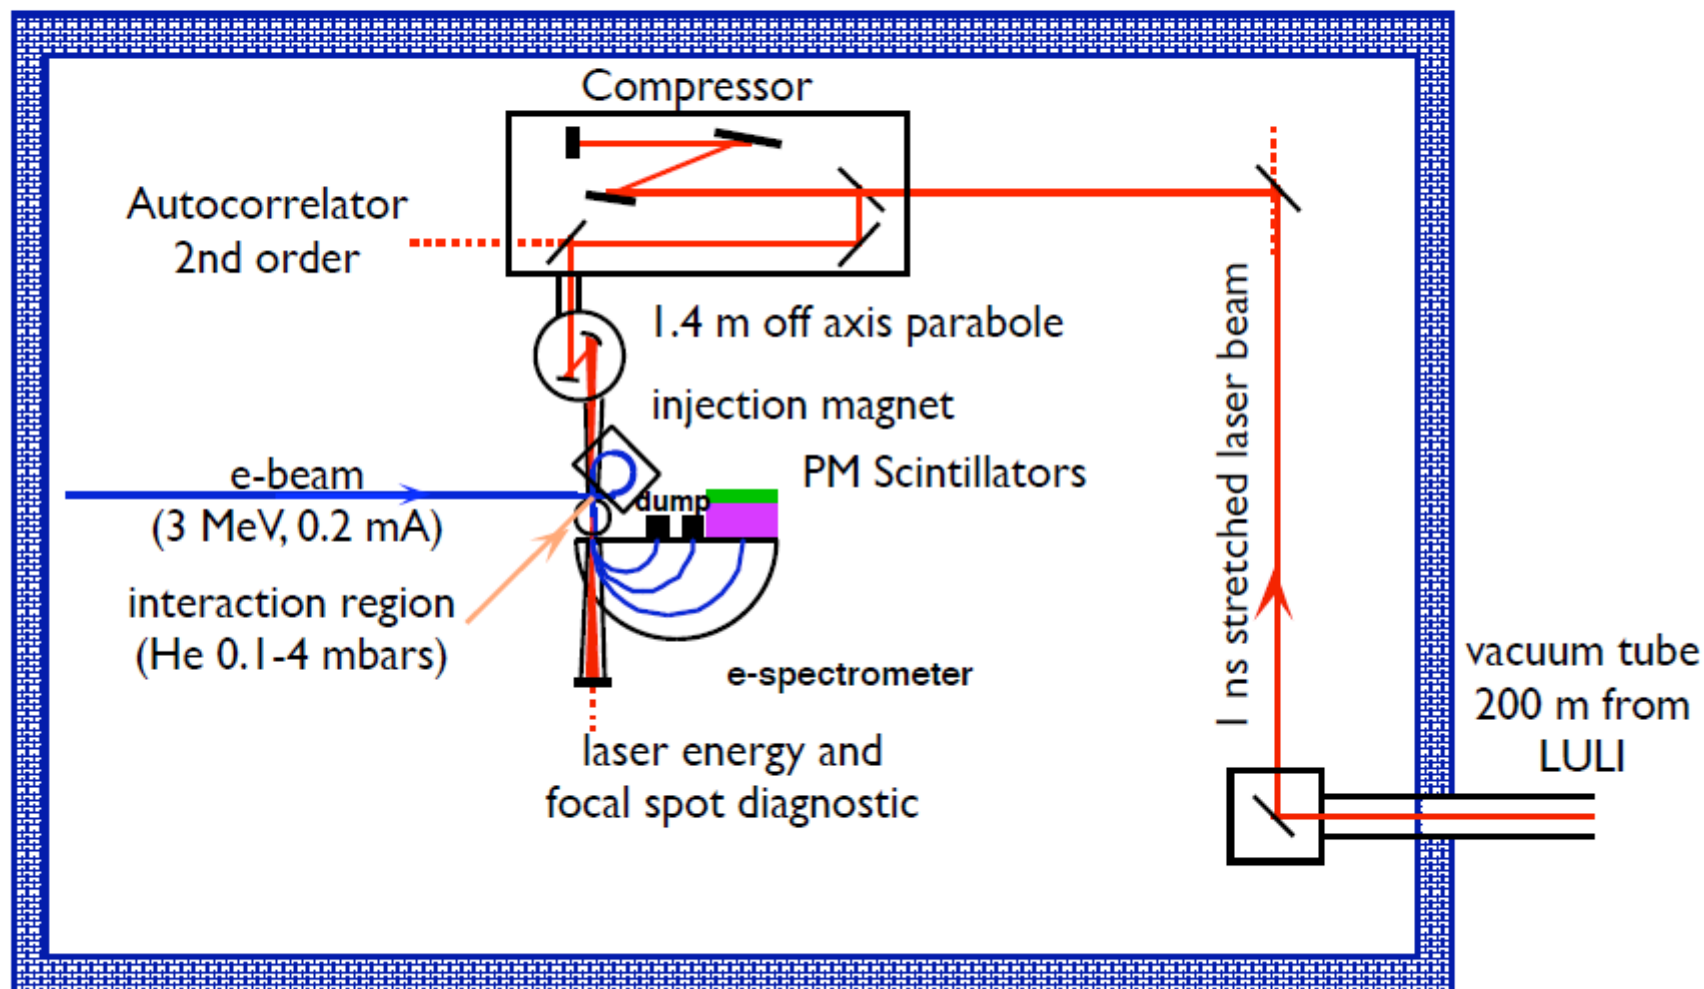 Compressor
Autocorrelator
2nd order
1.4 m off axis parabole
injection magnet
PM Scintillators
e-beam
(3 MeV, 0.2 mA)
dump
interaction region
(He 0.1-4 mbars)
e-spectrometer
laser energy and
focal spot diagnostic
1 ns stretched laser beam
vacuum tube
200 m from
LULI